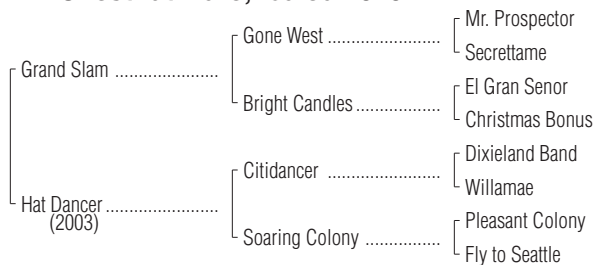 Mr. Prospector
Gone West ........................
Secrettame
Grand Slam .....................
El Gran Senor
Bright Candles ..................
Christmas Bonus
Dixieland Band
Citidancer .....................
Willamae
Hat Dancer .......................
(2003)
Pleasant Colony
Soaring Colony ................
Fly to Seattle